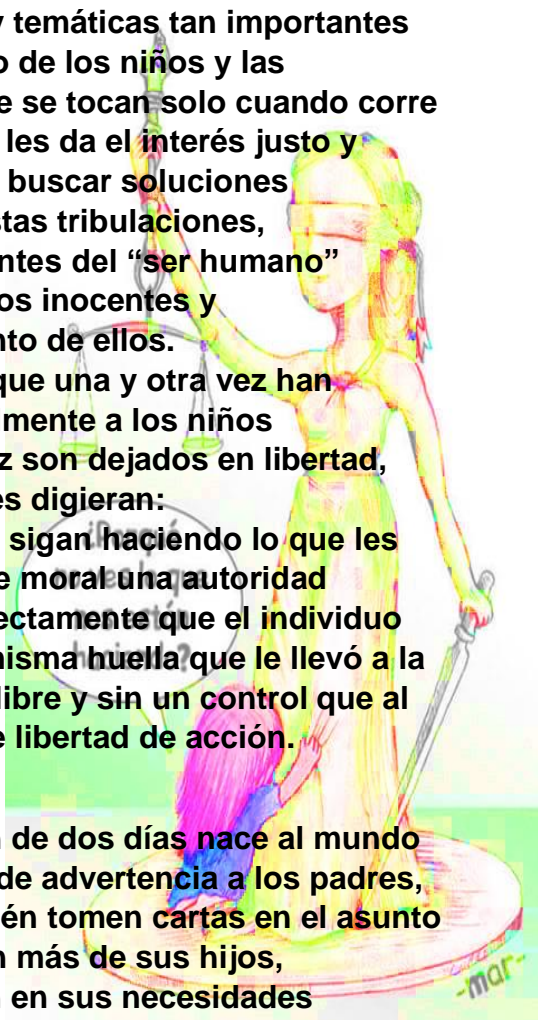 y temáticas tan importantes
o de los niños y las
e se tocan solo cuando corre
les da el interés justo y
buscar soluciones
stas tribulaciones,
ntes del “ser humano”
os inocentes y
nto de ellos.
que una y otra vez han
mente a los niños
z son dejados en libertad,
es digieran:
sigan haciendo lo que les
e moral una autoridad
ectamente que el individuo
misma huella que le llevó a la
libre y sin un control que al
e libertad de acción.
de dos días nace al mundo
de advertencia a los padres,
én tomen cartas en el asunto
n más de sus hijos,
en sus necesidades
-mar-